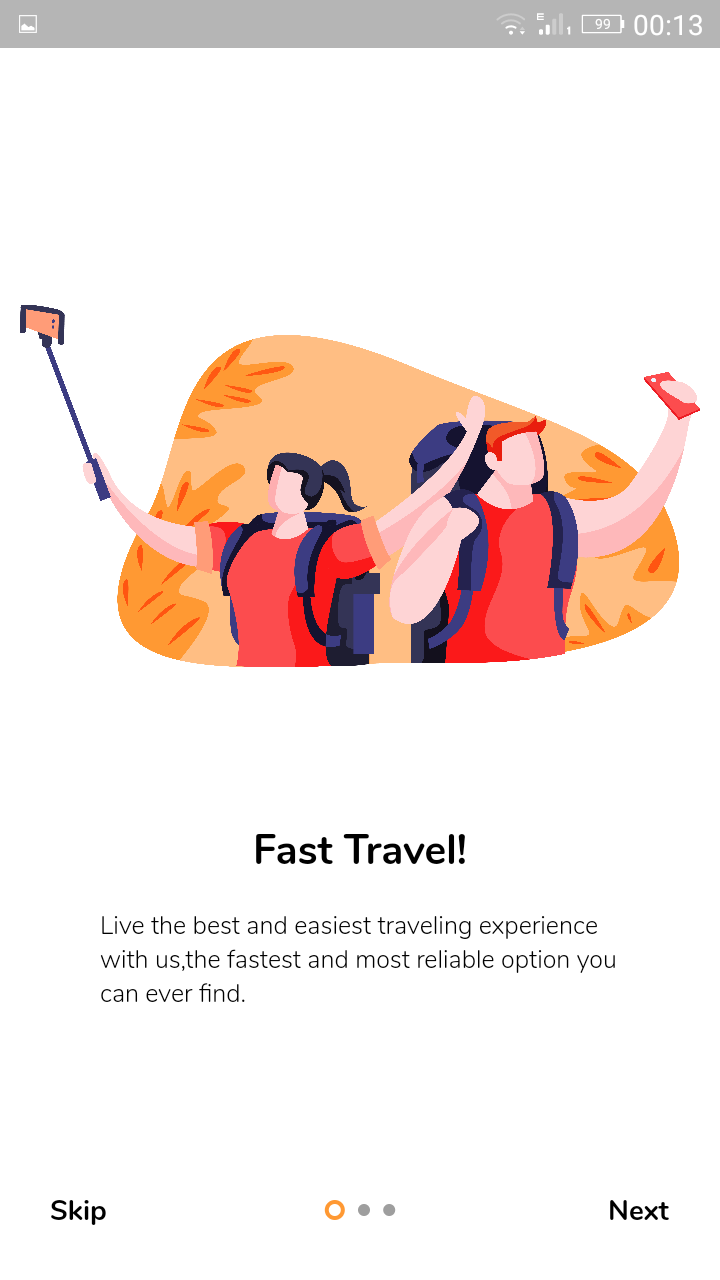 E 1 99 00:13
Fast Travel!
Live the best and easiest traveling experience
with us,the fastest and most reliable option you
can ever find.
Skip Next